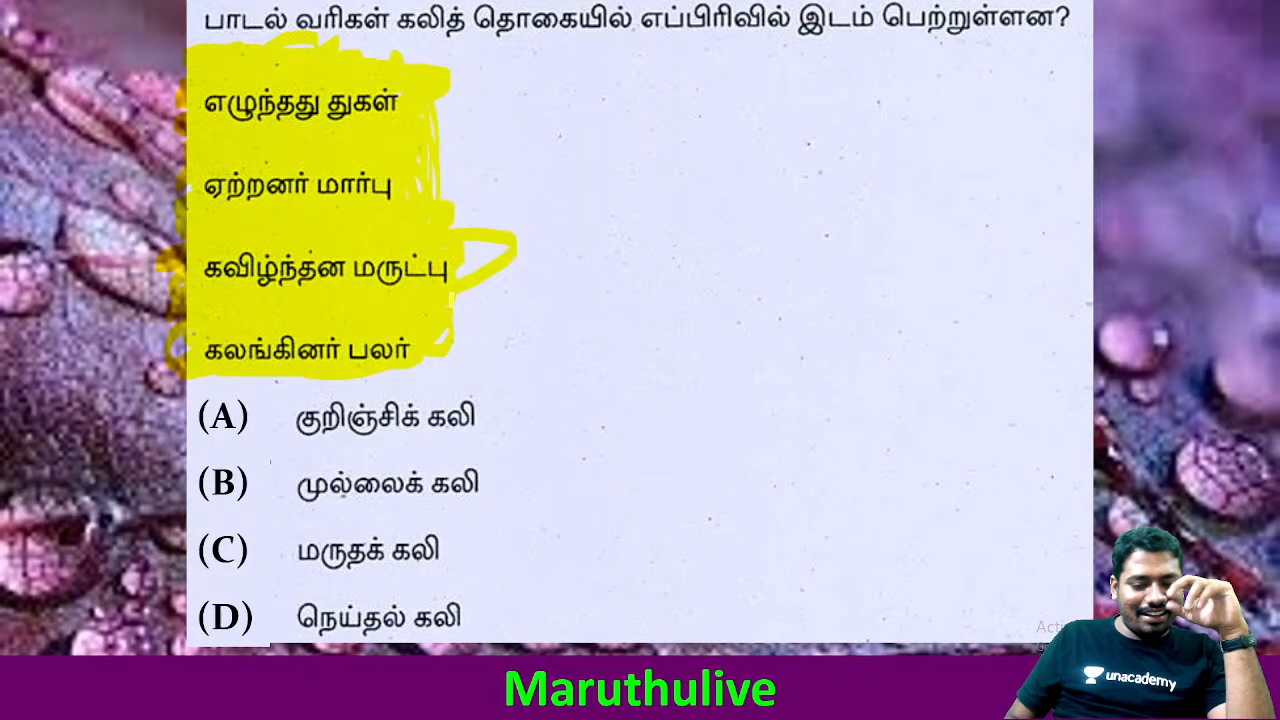 பாடல் வரிகள் கலித் தொகையில் எப்பிரிவில் இடம் பெற்றுள்ளன?
எழுந்தது துகள்
ஏற்றனர் மார்பு
கவிழ்ந்தன மருட்பு
கலங்கினர் பலர்
(A) குறிஞ்சிக் கலி
(B) முல்லைக் கலி
(C) மருதக் கலி
(D) நெய்தல் கலி
unacademy
Maruthulive